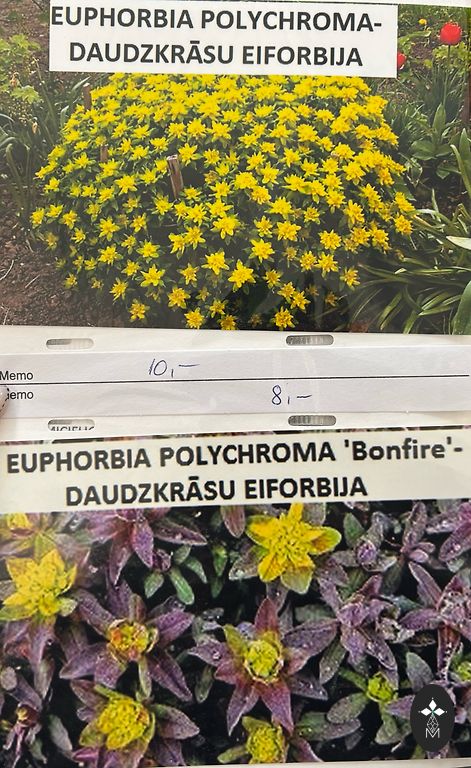 EUPHORBIA POLYCHROMA-
DAUDZKRĀSU EIFORBIJA
Memo 10,-
8,-
EUPHORBIA POLYCHROMA 'Bonfire'-
DAUDZKRĀSU EIFORBIJA
M